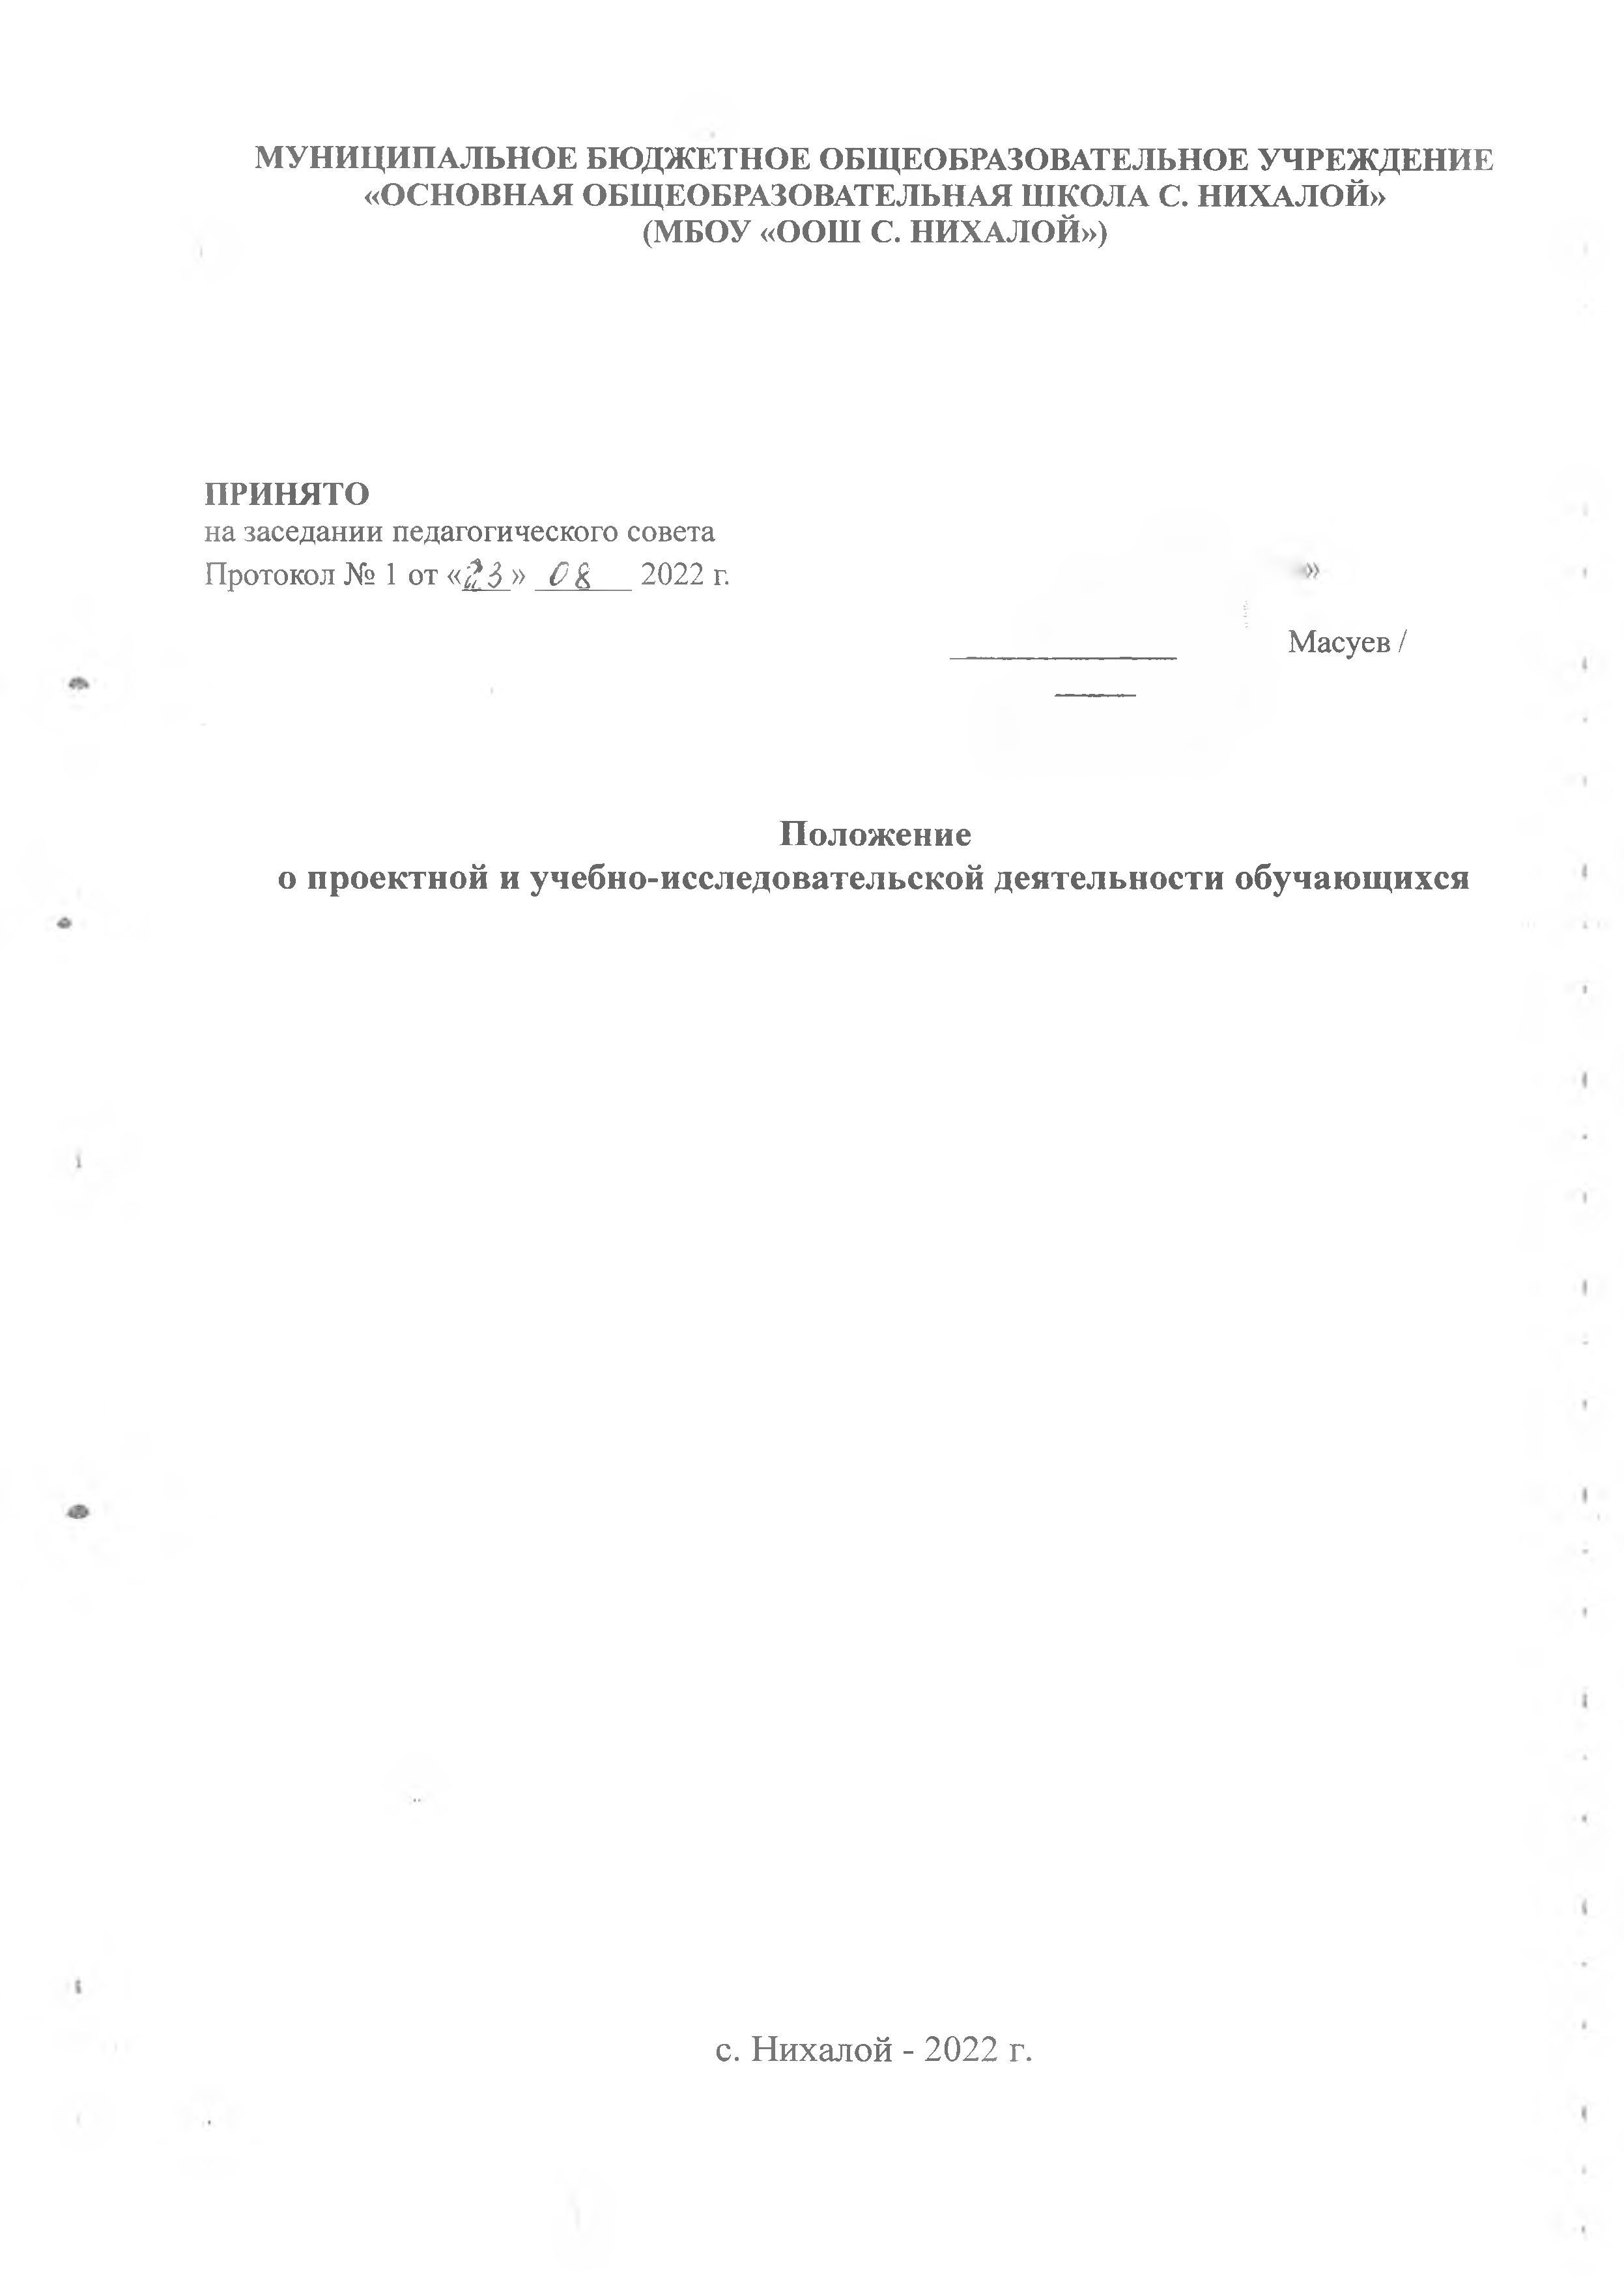 МУНИЦИПАЛЬНОЕ БЮДЖЕТНОЕ ОБЩЕОБРАЗОВАТЕЛЬНОЕ УЧРЕЖДЕНИЕ
«ОСНОВНАЯ ОБЩЕОБРАЗОВАТЕЛЬНАЯ ШКОЛА С. НИХАЛОЙ»
(МБОУ «ООШ С. НИХАЛОЙ»)
ПРИНЯТО
на заседании педагогического совета
Протокол № 1 от «23» 08 2022 г.
»
Масуев /
Положение
о проектной и учебно-исследовательской деятельности обучающихся
с. Нихалой - 2022 г.